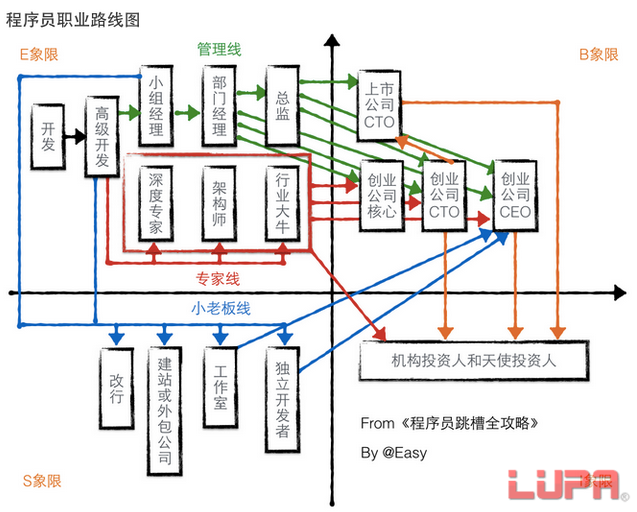 程序员职业路线图
E象限
管理线
B象限
开发
高级开发
小组经理
部门经理
总监
上市公司CTO
深度专家
架构师
行业大牛
创业公司核心
创业公司CTO
创业公司CEO
专家线
小老板线
改行
建站或外包公司
工作室
独立开发者
机构投资人和天使投资人
From《程序员跳槽全攻略》
By @Easy
S象限
I象限
LUPA®